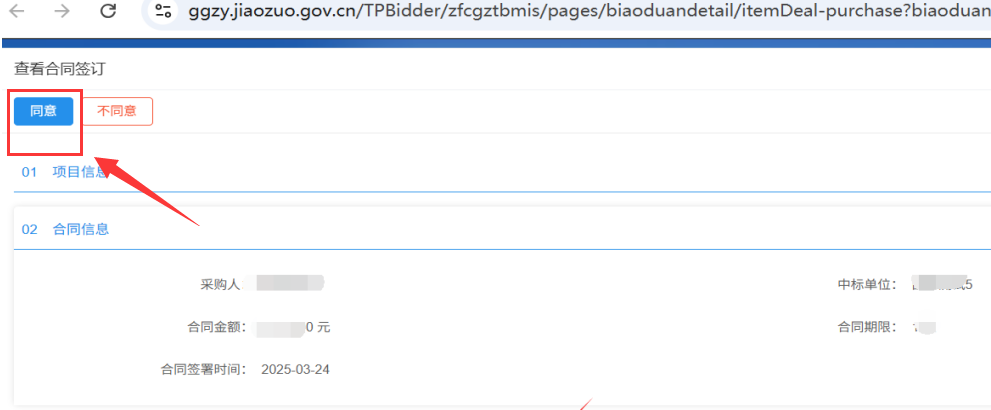 ggzy.jiaozuo.gov.cn/TPBidder/zfcgztbmis/pages/biaoduandetail/itemDeal-purchase?biaoduan
查看合同签订
同意 不同意
01 项目信息
02 合同信息
采购人
中标单位： 5
合同金额： 0 元
合同期限：
合同签署时间： 2025-03-24